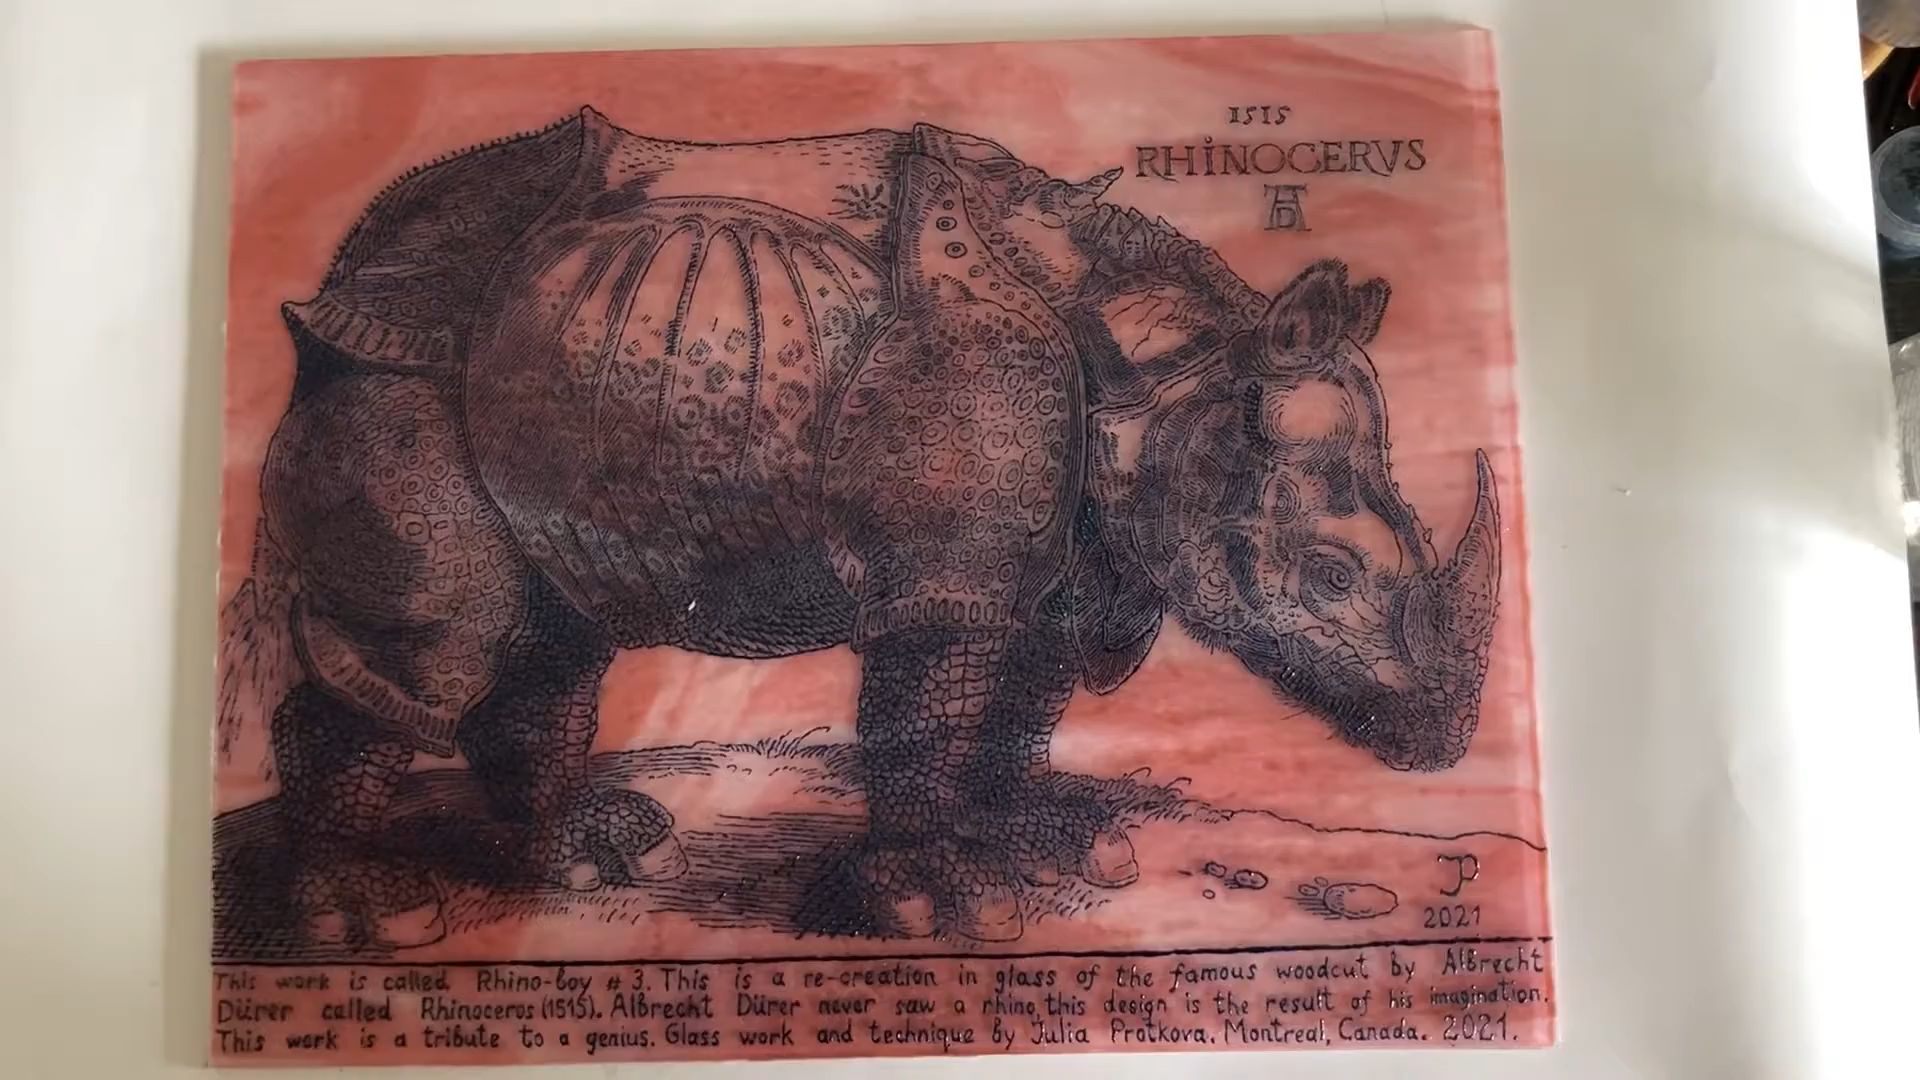 1515
RHINOCERVS
AD
JP
2021
This work is called Rhino-boy # 3. This is a re-creation in glass of the famous woodcut by Albrecht
Dürer called Rhinoceros (1515). Albrecht Dürer never saw a rhino, this design is the result of his imagination.
This work is a tribute to a genius. Glass work and technique by Julia Protkova. Montreal, Canada. 2021.